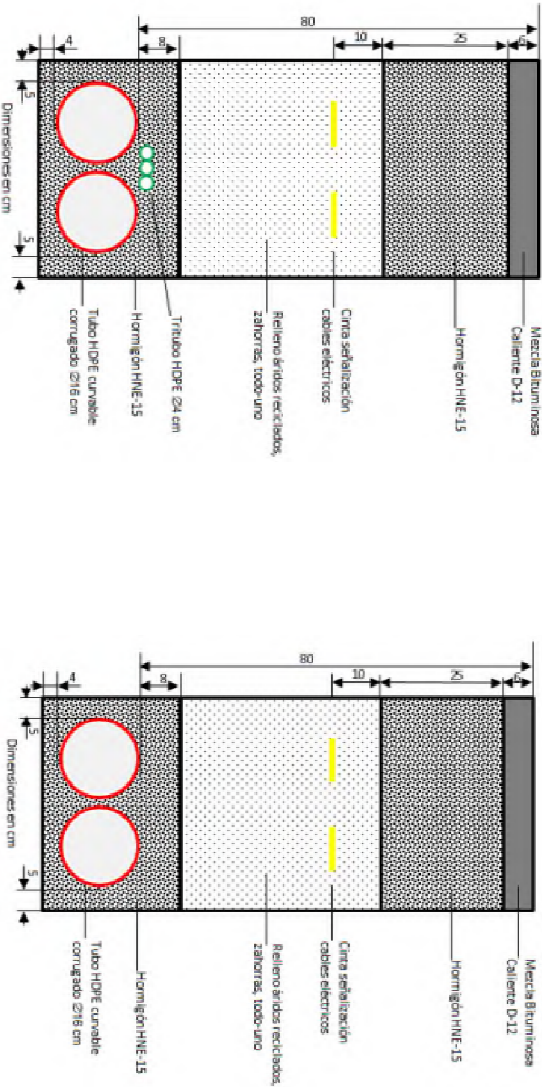 80
6
25
10
8
4
5
5
Mezcla Bituminosa
Caliente D-12
Hormigón HNE-15
Cinta señalización
cables eléctricos
Relleno áridos reciclados,
zahorras, todo-uno
Tritubo HDPE ∅4 cm
Hormigón HNE-15
Tubo HDPE curvable
corrugado ∅16 cm
Dimensiones en cm
80
6
25
10
8
4
5
5
Mezcla Bituminosa
Caliente D-12
Hormigón HNE-15
Cinta señalización
cables eléctricos
Relleno áridos reciclados,
zahorras, todo-uno
Hormigón HNE-15
Tubo HDPE curvable
corrugado ∅16 cm
Dimensiones en cm